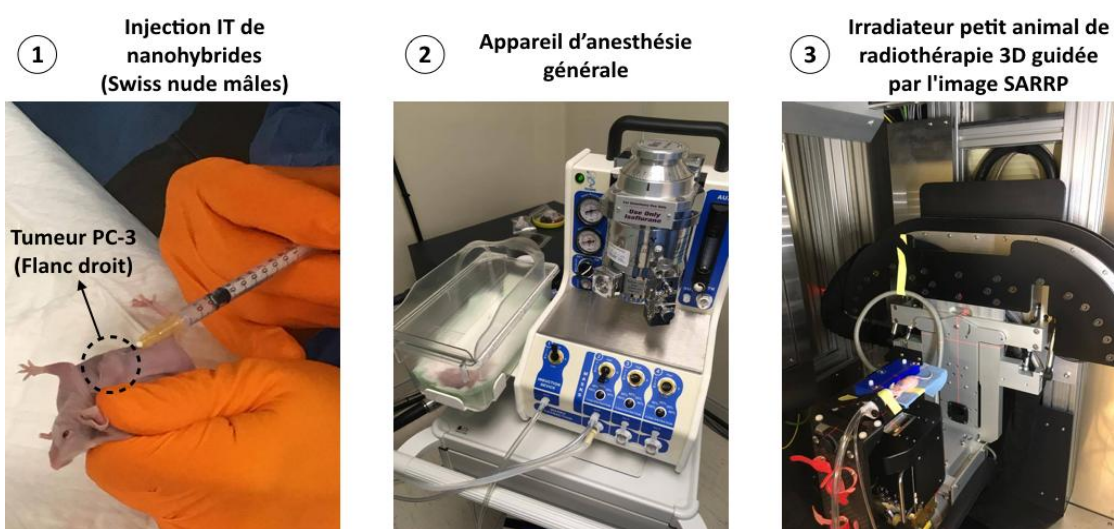 1
Injection IT de
nanohybrides
(Swiss nude mâles)
2
Appareil d’anesthésie
générale
3
Irradiateur petit animal de
radiothérapie 3D guidée
par l'image SARRP
Tumeur PC-3
(Flanc droit)
Use Only
Isoflurane